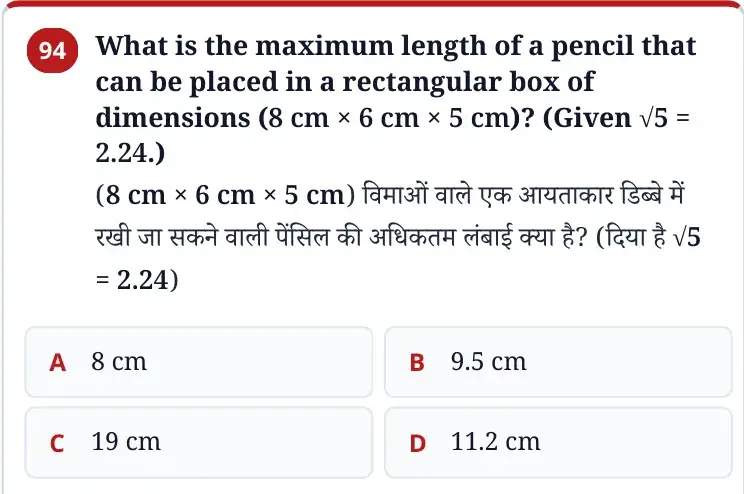 94 What is the maximum length of a pencil that
can be placed in a rectangular box of
dimensions (8 cm × 6 cm × 5 cm)? (Given √5 =
2.24.)
(8 cm × 6 cm × 5 cm) विमाओं वाले एक आयताकार डिब्बे में
रखी जा सकने वाली पेंसिल की अधिकतम लंबाई क्या है? (दिया है √5
= 2.24)
A 8 cm
B 9.5 cm
C 19 cm
D 11.2 cm